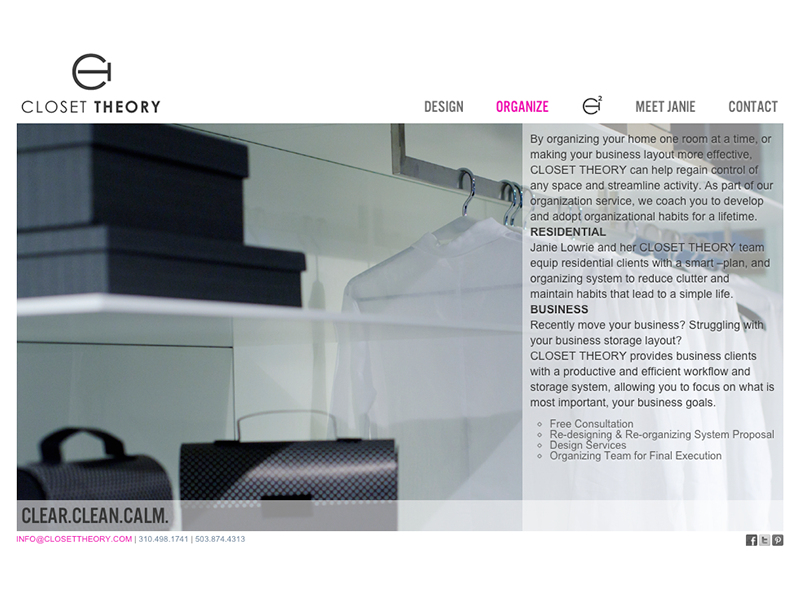 CLOSET THEORY
DESIGN
ORGANIZE
2
MEET JANIE
CONTACT
By organizing your home one room at a time, or
making your business layout more effective,
CLOSET THEORY can help regain control of
any space and streamline activity. As part of our
organization service, we coach you to develop
and adopt organizational habits for a lifetime.
RESIDENTIAL
Janie Lowrie and her CLOSET THEORY team
equip residential clients with a smart –plan, and
organizing system to reduce clutter and
maintain habits that lead to a simple life.
BUSINESS
Recently move your business? Struggling with
your business storage layout?
CLOSET THEORY provides business clients
with a productive and efficient workflow and
storage system, allowing you to focus on what is
most important, your business goals.
Free Consultation
Re-designing & Re-organizing System Proposal
Design Services
Organizing Team for Final Execution
CLEAR.CLEAN.CALM.
INFO@CLOSETTHEORY.COM | 310.498.1741 | 503.874.4313